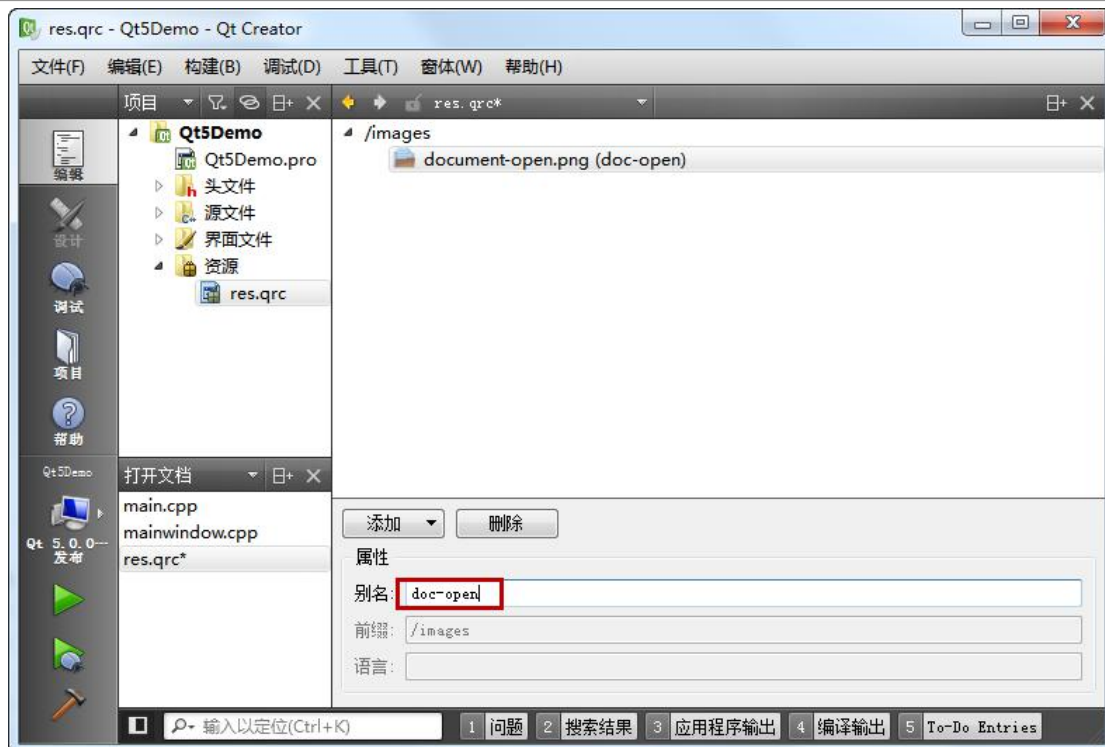 res.qrc - Qt5Demo - Qt Creator
文件(F) 编辑(E) 构建(B) 调试(D) 工具(T) 窗体(W) 帮助(H)
项目
res.qrc*
编辑
设计
调试
项目
帮助
Qt5Demo
Qt 5.0.0---
发布
Qt5Demo
Qt5Demo.pro
头文件
源文件
界面文件
资源
res.qrc
/images
document-open.png (doc-open)
打开文档
main.cpp
mainwindow.cpp
res.qrc*
添加 删除
属性
别名: doc-open
前缀: /images
语言:
输入以定位(Ctrl+K)
1 问题 2 搜索结果 3 应用程序输出 4 编译输出 5 To-Do Entries